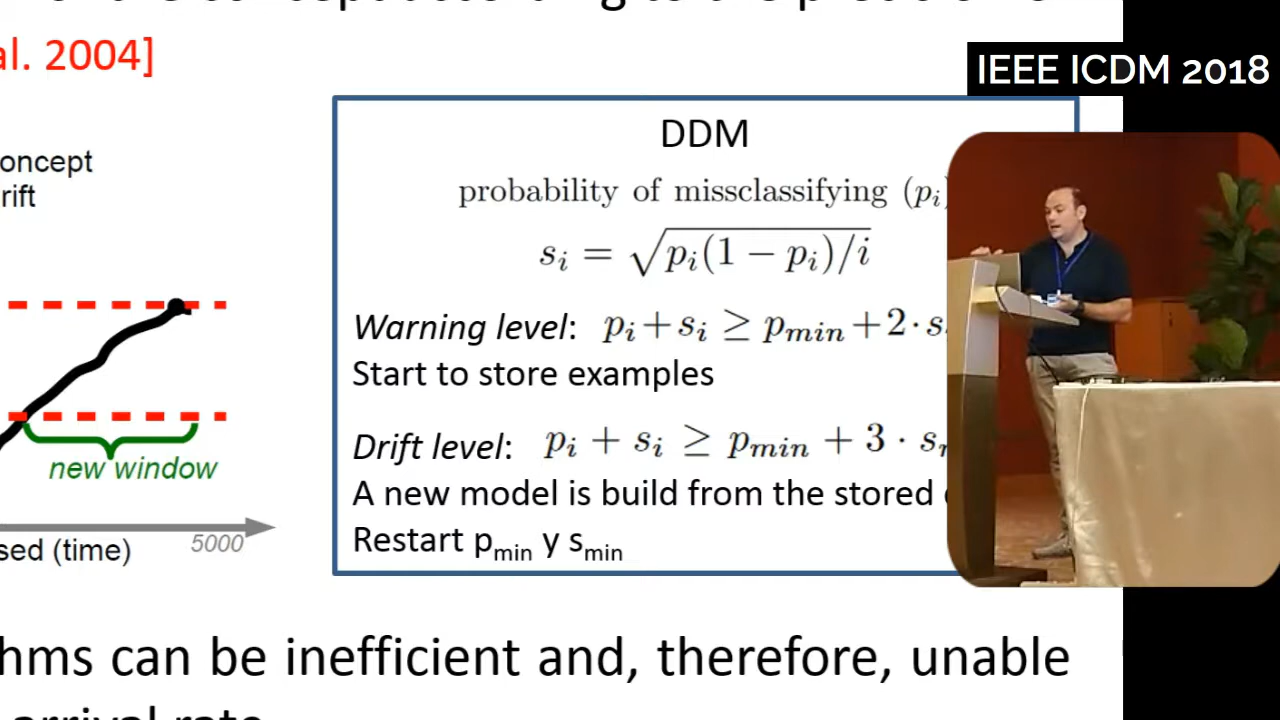 al. 2004]
IEEE ICDM 2018
oncept
rift
new window
sed (time)
5000
DDM
probability of missclassifying (pᵢ)
sᵢ = √pᵢ(1 − pᵢ)/i
Warning level: pᵢ + sᵢ ≥ pₘᵢₙ + 2 · s
Start to store examples
Drift level: pᵢ + sᵢ ≥ pₘᵢₙ + 3 · s
A new model is build from the stored
Restart pₘᵢₙ y sₘᵢₙ
hms can be inefficient and, therefore, unable
arrival rate